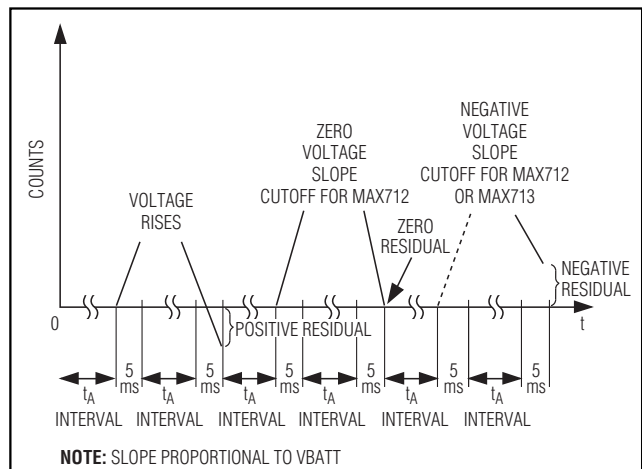 COUNTS
VOLTAGE
RISES
ZERO
VOLTAGE
SLOPE
CUTOFF FOR MAX712
NEGATIVE
VOLTAGE
SLOPE
CUTOFF FOR MAX712
OR MAX713
ZERO
RESIDUAL
NEGATIVE
RESIDUAL
0
POSITIVE RESIDUAL
t
5 5 5 5 5 5
ms ms ms ms ms ms
tA tA tA tA tA tA
INTERVAL INTERVAL INTERVAL INTERVAL INTERVAL INTERVAL
NOTE: SLOPE PROPORTIONAL TO VBATT